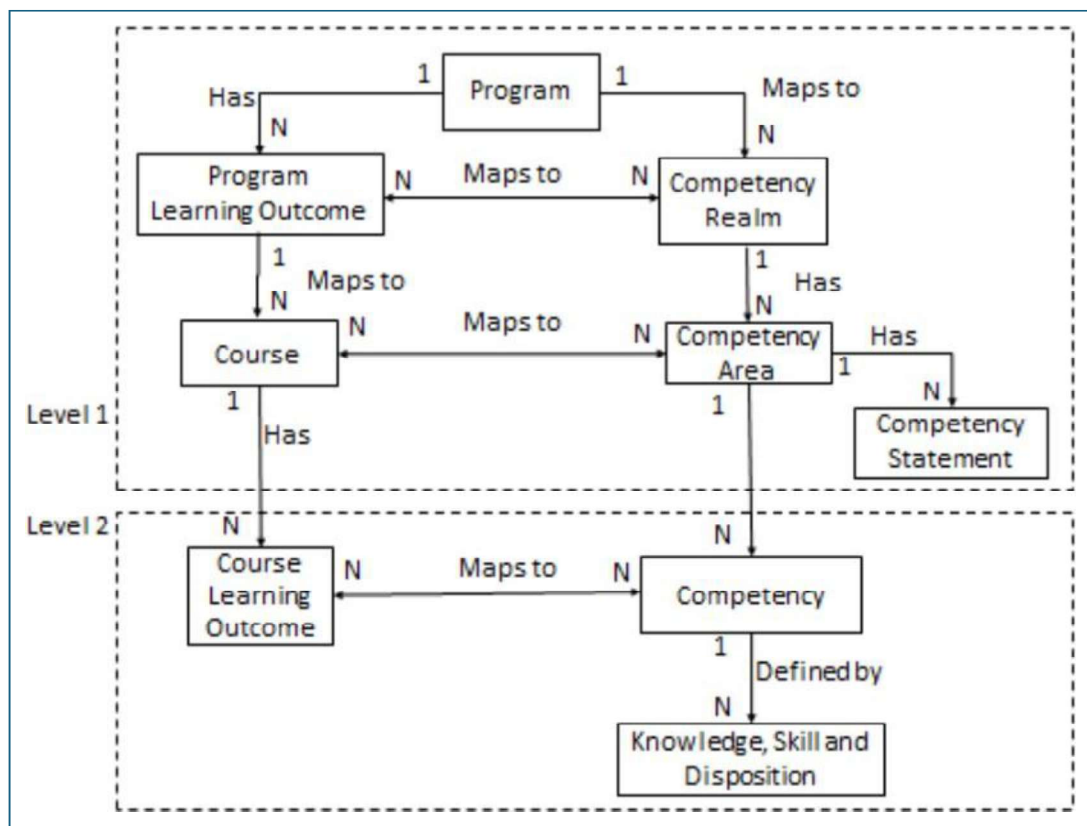 1
Program
1
Has
Maps to
N
N
Program
Learning Outcome
N
Maps to
N
Competency
Realm
1
1
Maps to
Has
N
N
Course
N
Maps to
N
Competency
Area
Has
1
1
1
N
Level 1
Has
Competency
Statement
Level 2
N
N
Course
Learning
Outcome
N
Maps to
N
Competency
1
Defined by
N
Knowledge, Skill and
Disposition